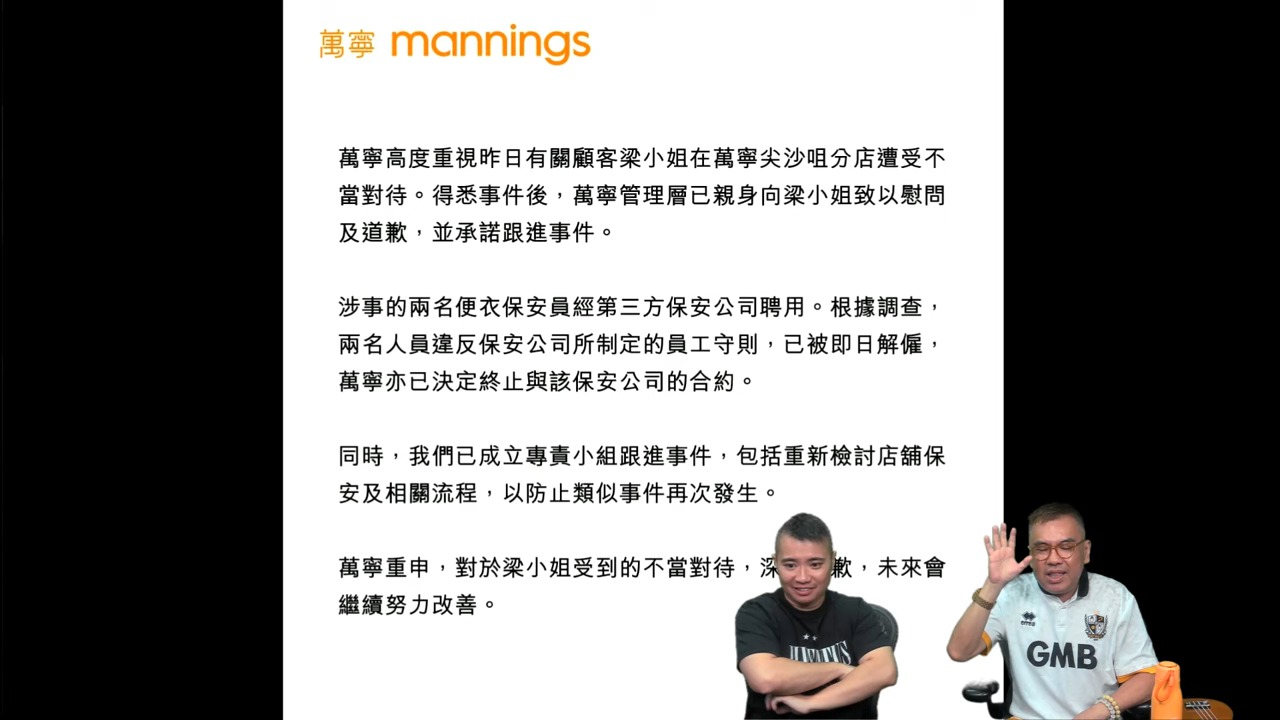 萬寧 mannings
萬寧高度重視昨日有關顧客梁小姐在萬寧尖沙咀分店遭受不
當對待。得悉事件後，萬寧管理層已親身向梁小姐致以慰問
及道歉，並承諾跟進事件。
涉事的兩名便衣保安員經第三方保安公司聘用。根據調查，
兩名人員違反保安公司所制定的員工守則，已被即日解僱，
萬寧亦已決定終止與該保安公司的合約。
同時，我們已成立專責小組跟進事件，包括重新檢討店舖保
安及相關流程，以防止類似事件再次發生。
萬寧重申，對於梁小姐受到的不當對待，深 歉，未來會
繼續努力改善。
GMB